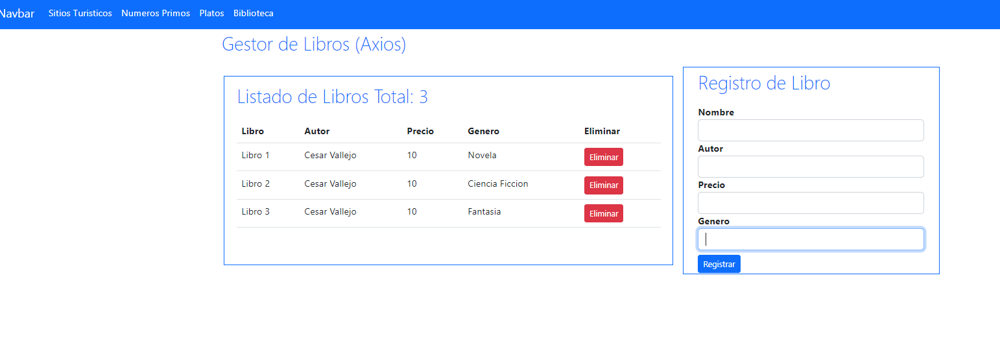 Navbar Sitios Turisticos Numeros Primos Platos Biblioteca
Gestor de Libros (Axios)
Listado de Libros Total: 3
Libro Autor Precio Genero Eliminar
Libro 1 Cesar Vallejo 10 Novela Eliminar
Libro 2 Cesar Vallejo 10 Ciencia Ficcion Eliminar
Libro 3 Cesar Vallejo 10 Fantasia Eliminar
Registro de Libro
Nombre
Autor
Precio
Genero
Registrar